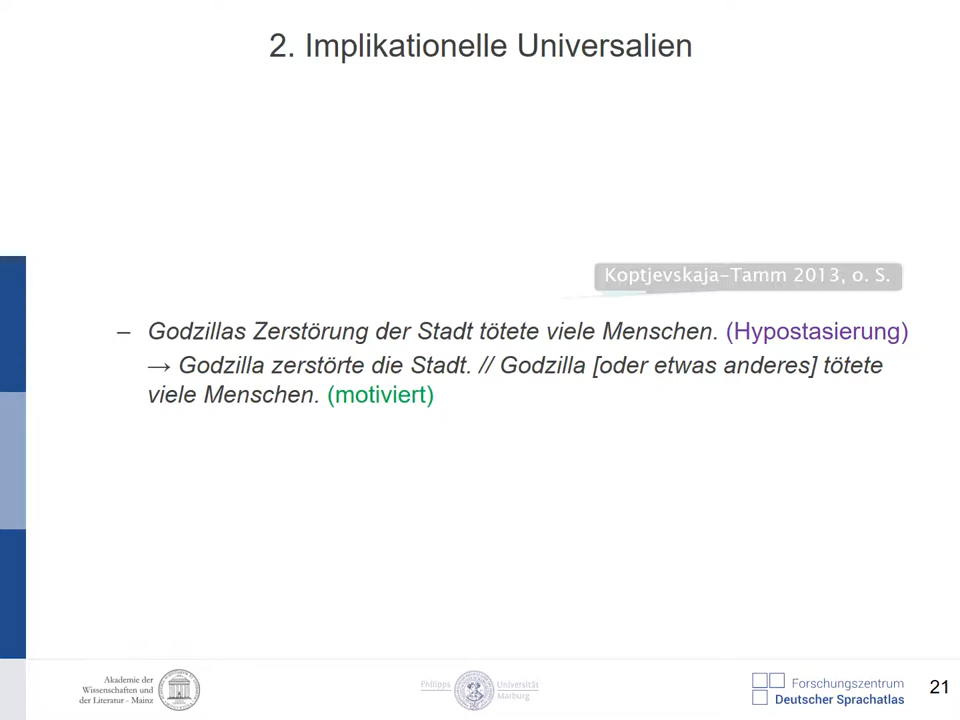 2. Implikationelle Universalien
Koptjevskaja-Tamm 2013, o. S.
– Godzillas Zerstörung der Stadt tötete viele Menschen. (Hypostasierung)
→ Godzilla zerstörte die Stadt. // Godzilla [oder etwas anderes] tötete
viele Menschen. (motiviert)
Akademie der
Wissenschaften und
der Literatur - Mainz
Philipps
Universität
Marburg
Forschungszentrum
Deutscher Sprachatlas
21